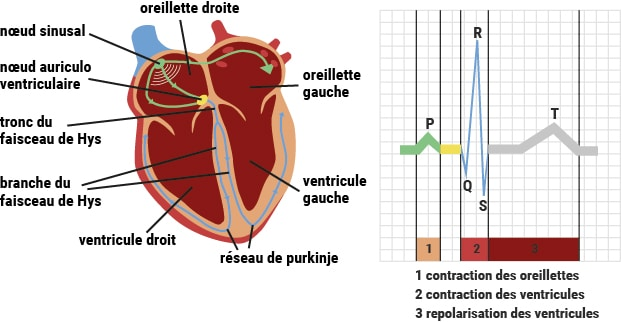 oreillette droite
nœud sinusal
nœud auriculo
ventriculaire
tronc du
faisceau de Hys
branche du
faisceau de Hys
ventricule droit
réseau de purkinje
oreillette
gauche
ventricule
gauche
R
P
T
Q
S
1
2
3
1 contraction des oreillettes
2 contraction des ventricules
3 repolarisation des ventricules